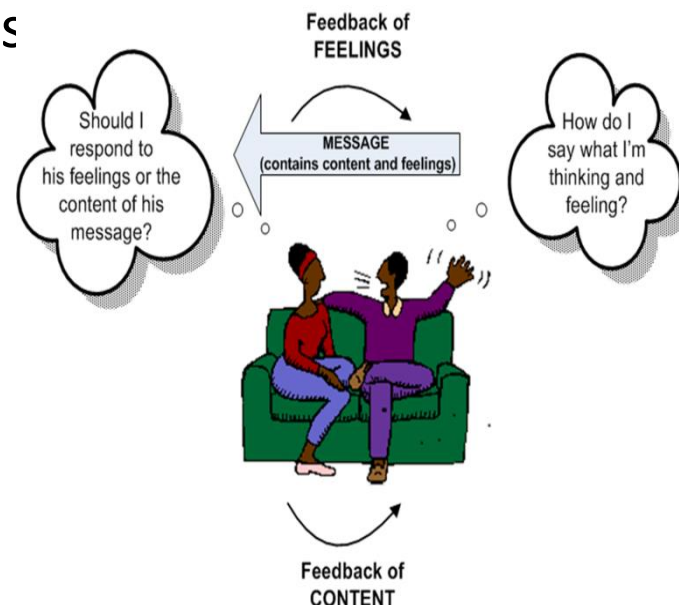 Feedback of
FEELINGS
Should I
respond to
his feelings or the
content of his
message?
MESSAGE
(contains content and feelings)
How do I
say what I'm
thinking and
feeling?
Feedback of
CONTENT